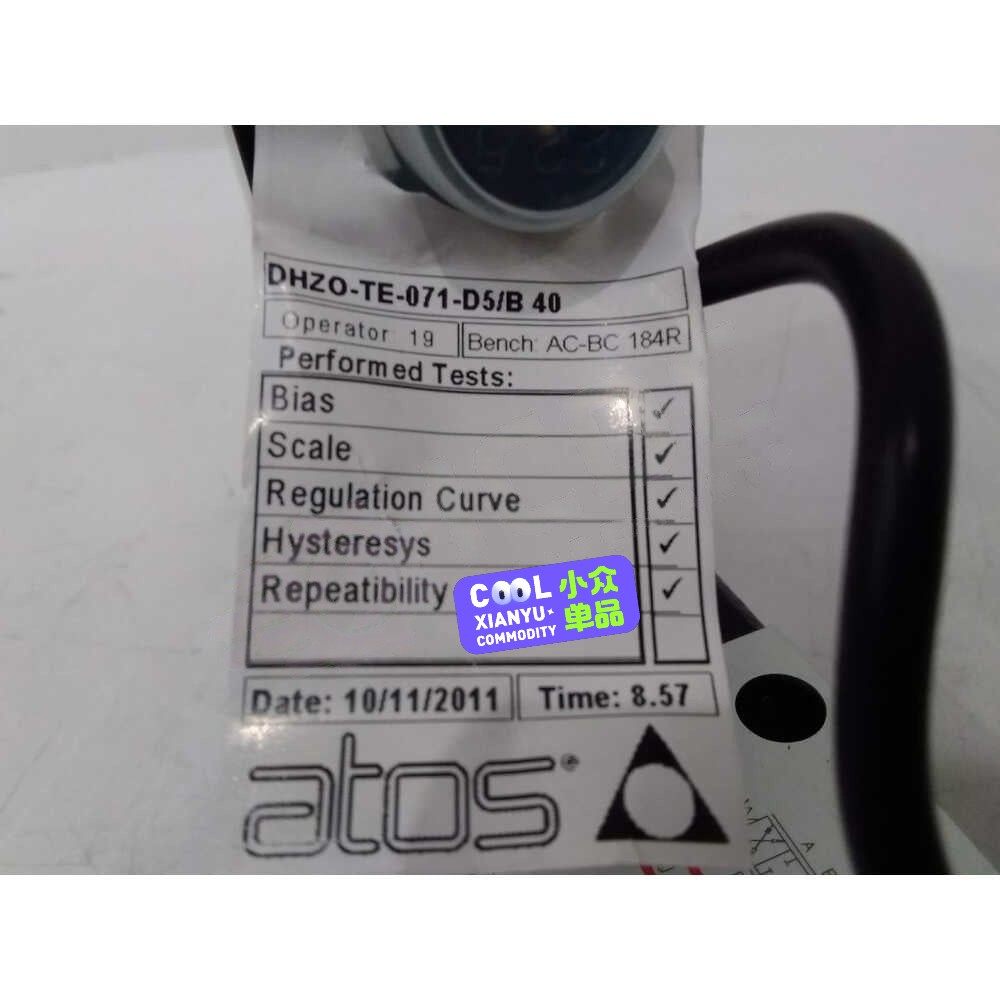 DHZO-TE-071-D5/B 40
Operator: 19
Bench: AC-BC 184R
Performed Tests:
Bias ✓
Scale ✓
Regulation Curve ✓
Hysteresys ✓
Repeatibility ✓
COOL 小众
XIANYU× 单品
COMMODITY
Date: 10/11/2011
Time: 8.57
atos®
A